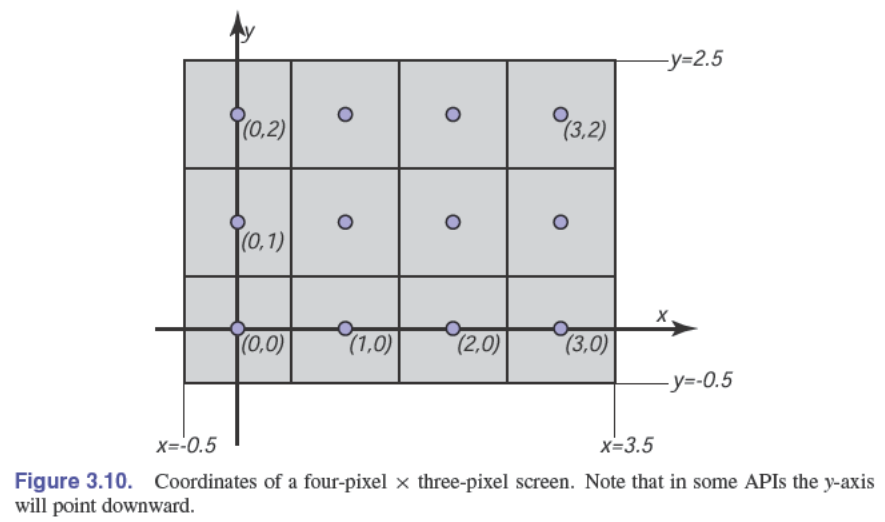 y
y=2.5
(0,2)
(3,2)
(0,1)
x
(0,0)
(1,0)
(2,0)
(3,0)
y=-0.5
x=-0.5
x=3.5
Figure 3.10. Coordinates of a four-pixel × three-pixel screen. Note that in some APIs the y-axis
will point downward.